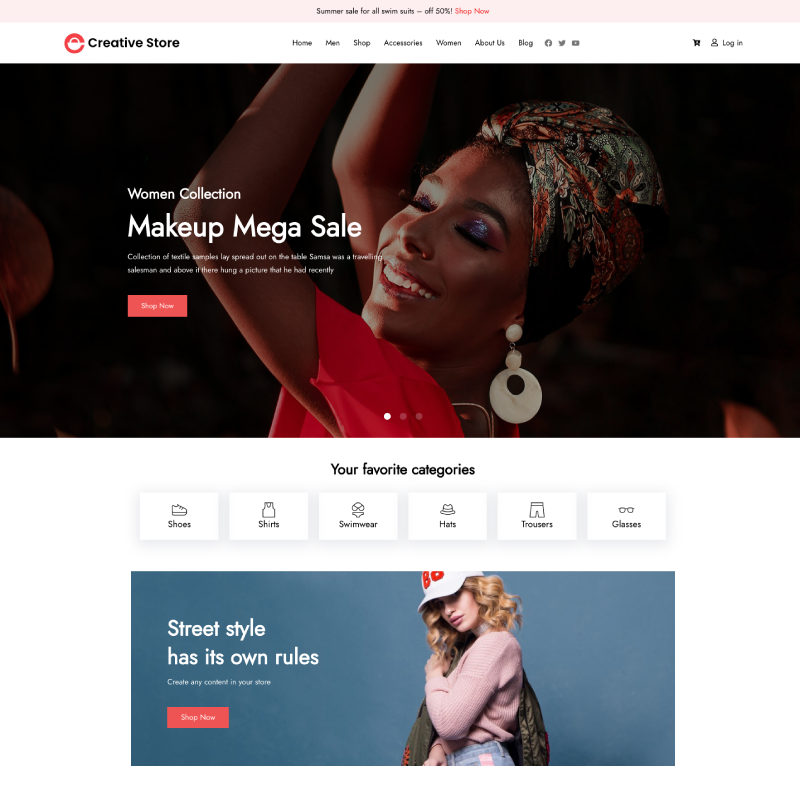 Summer sale for all swim suits – off 50%! Shop Now
Creative Store
Home Men Shop Accessories Women About Us Blog
Log in
Women Collection
Makeup Mega Sale
Collection of textile samples lay spread out on the table Samsa was a travelling
salesman and above it there hung a picture that he had recently
Shop Now
Your favorite categories
Shoes Shirts Swimwear Hats Trousers Glasses
Street style
has its own rules
Create any content in your store
Shop Now